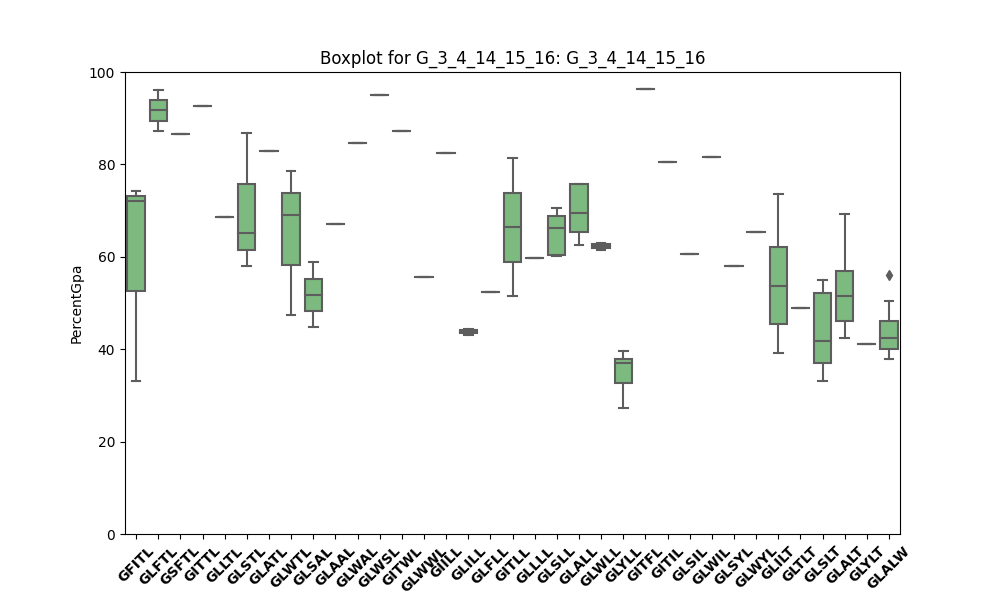 Boxplot for G_3_4_14_15_16: G_3_4_14_15_16
100
80
60
40
20
0
PercentGpa
GFITL GLFTL GSFTL GITTL GLLTL GLSTL GLATL GLWTL GLSAL GLAAL GLWAL GLWSL GITWL GLWWL GIILL GLILL GLFLL GITLL GLLLL GLSLL GLALL GLWLL GLYLL GITFL GITIL GLSIL GLWIL GLSYL GLWYL GLILT GLTLT GLSLT GLALT GLYLT GLALW